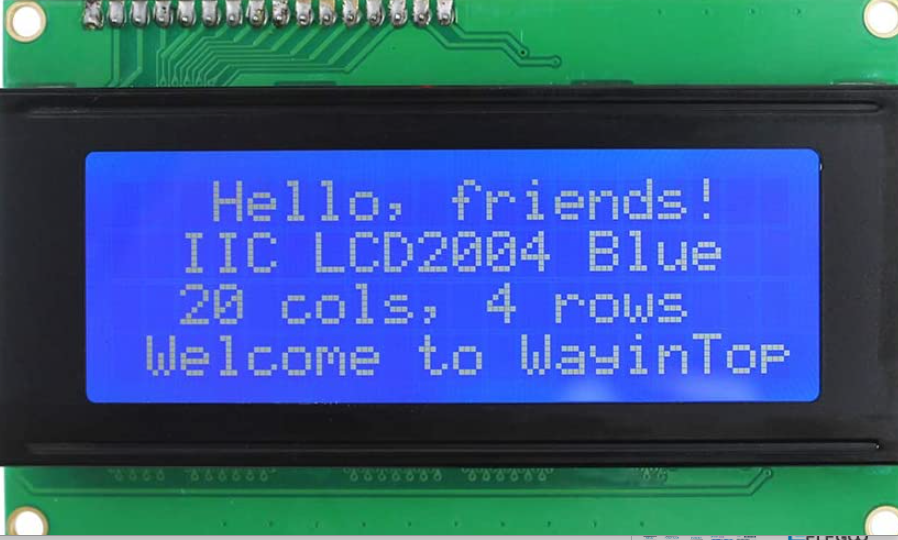 Hello, friends!
IIC LCD2004 Blue
20 cols, 4 rows
Welcome to WayinTop